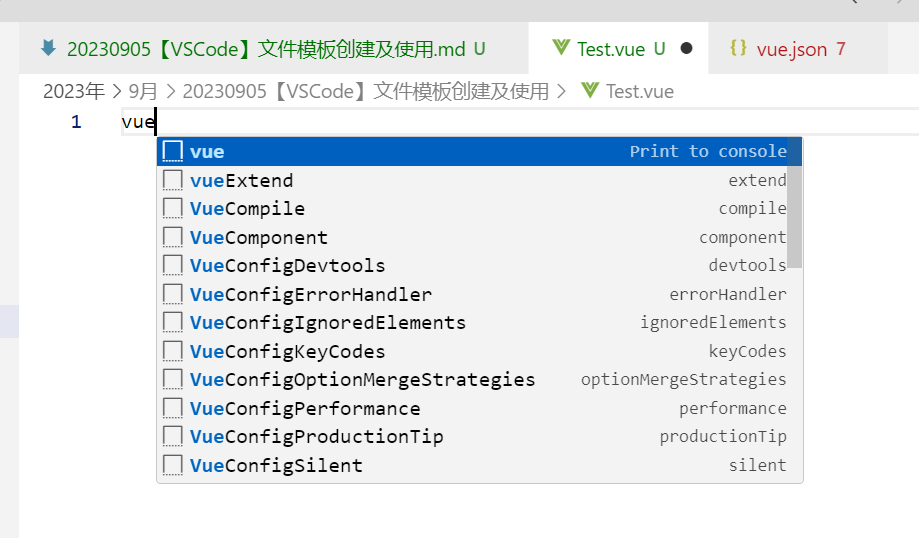 20230905【VSCode】文件模板创建及使用.md U Test.vue U ● {} vue.json 7
2023年 > 9月 > 20230905【VSCode】文件模板创建及使用 > Test.vue
1 vue
vue Print to console
vueExtend extend
VueCompile compile
VueComponent component
VueConfigDevtools devtools
VueConfigErrorHandler errorHandler
VueConfigIgnoredElements ignoredElements
VueConfigKeyCodes keyCodes
VueConfigOptionMergeStrategies optionMergeStrategies
VueConfigPerformance performance
VueConfigProductionTip productionTip
VueConfigSilent silent